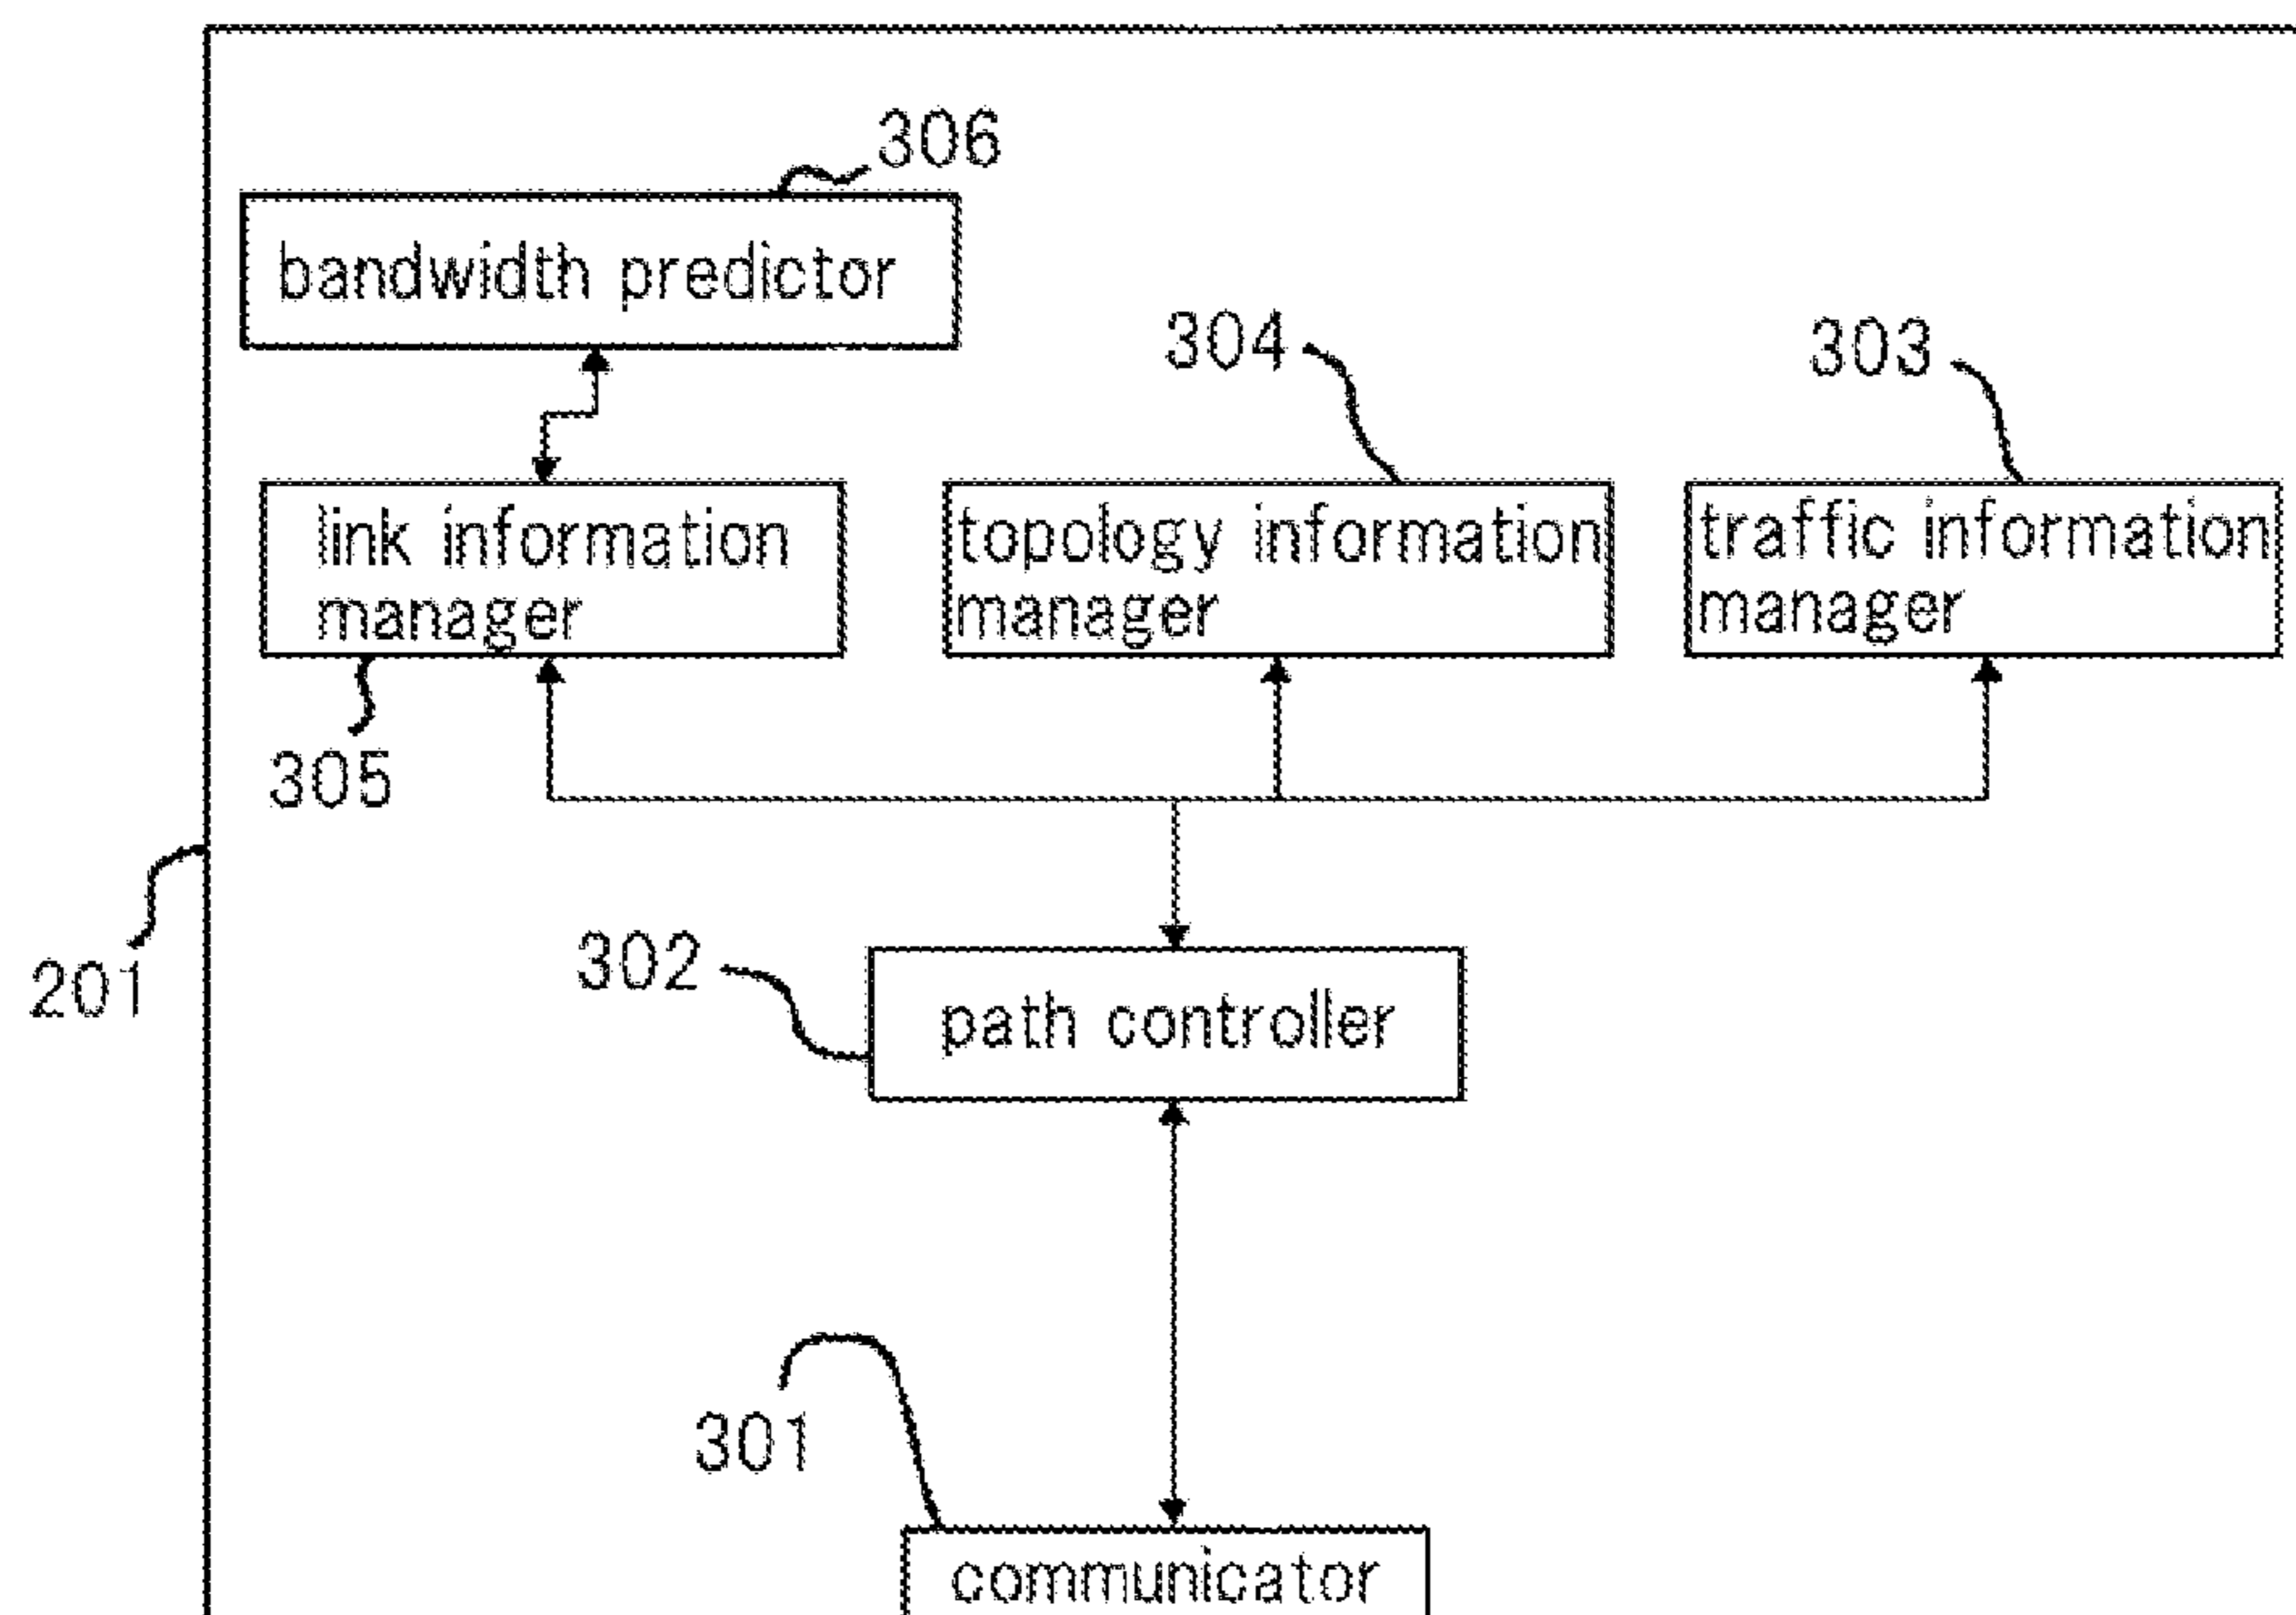 306
bandwidth predictor
304
303
link information
manager
topology information
manager
traffic information
manager
305
201
302
path controller
301
communicator